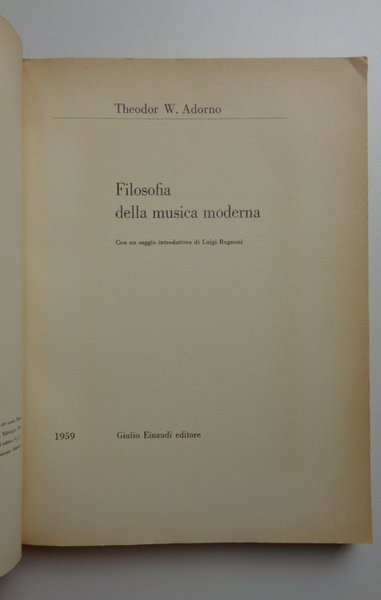 Theodor W. Adorno
Filosofia
della musica moderna
Con un saggio introduttivo di Luigi Rognoni
1959 Giulio Einaudi editore